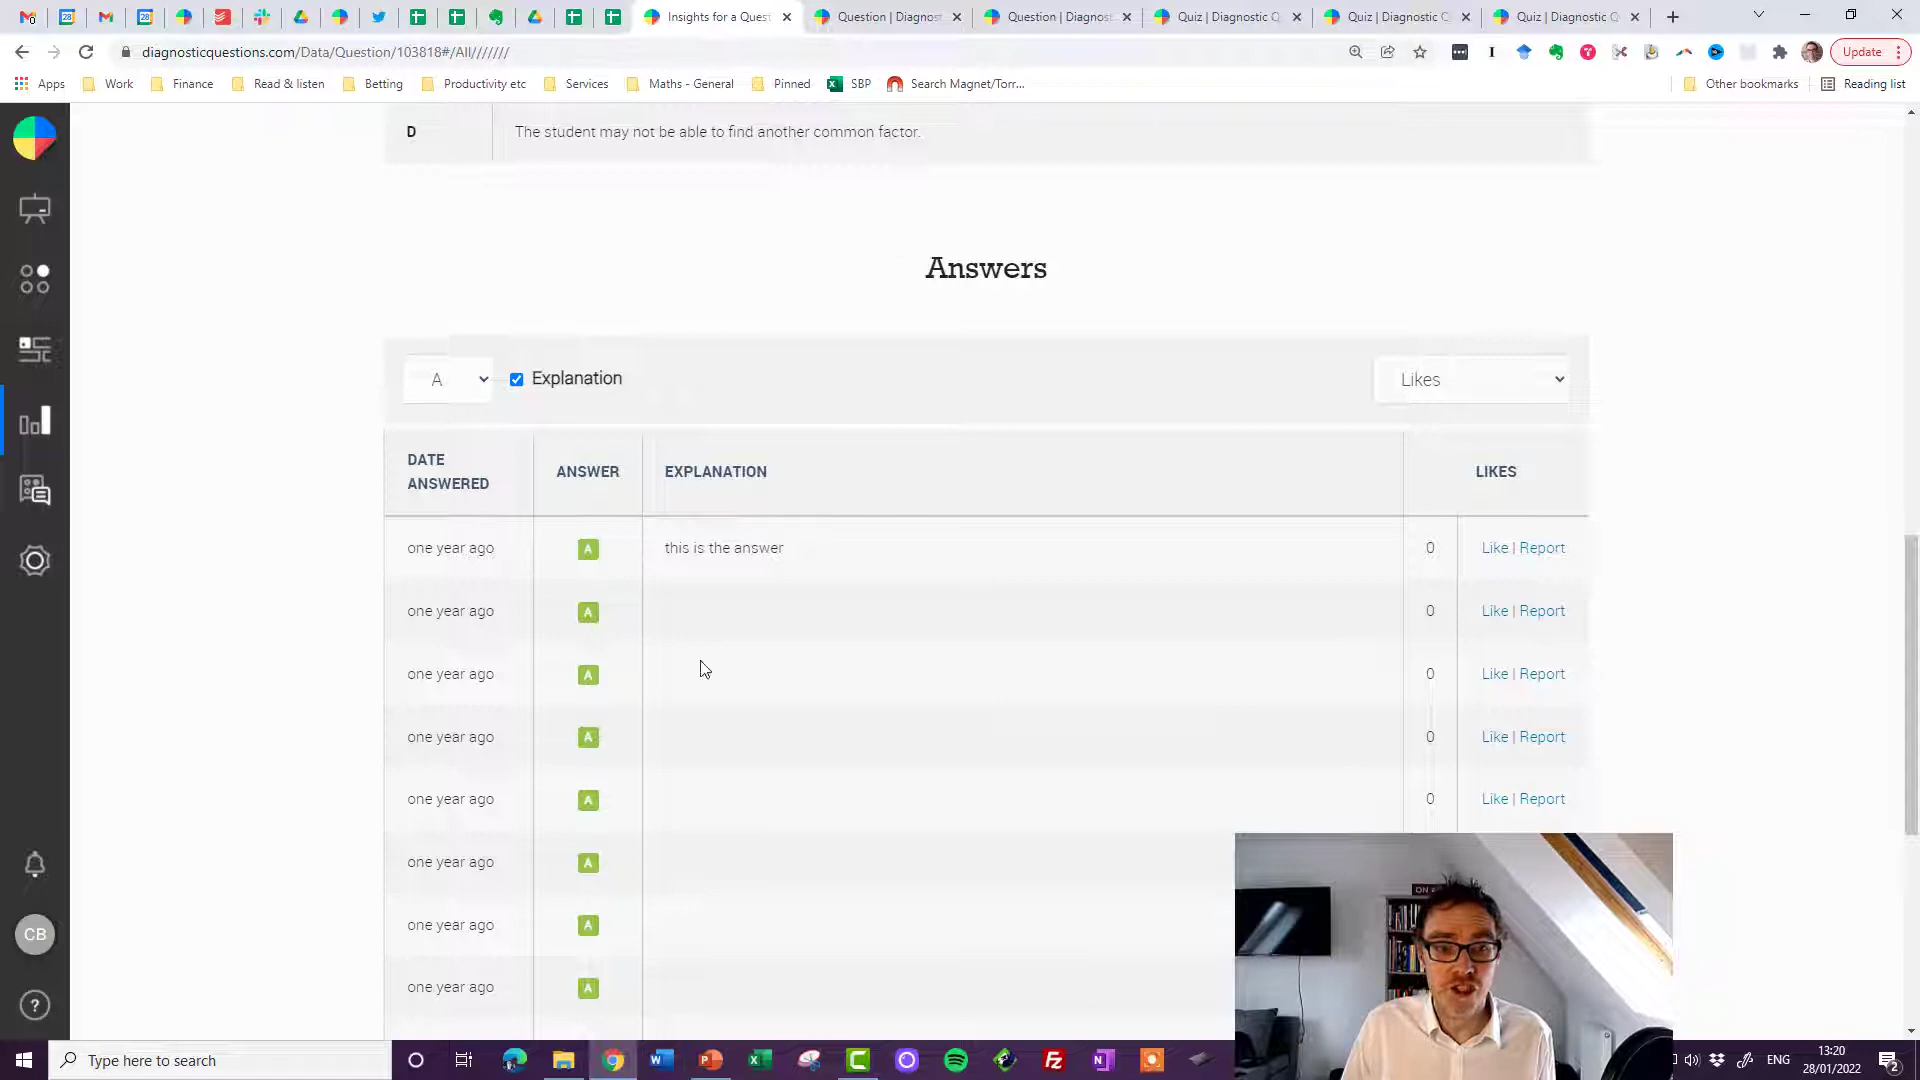 Insights for a Quest
Question | Diagnost
Question | Diagnost
Quiz | Diagnostic Q
Quiz | Diagnostic Q
Quiz | Diagnostic Q
diagnosticquestions.com/Data/Question/103818#/All///////
Update
Apps
Work
Finance
Read & listen
Betting
Productivity etc
Services
Maths - General
Pinned
SBP
Search Magnet/Torr...
Other bookmarks
Reading list
D
The student may not be able to find another common factor.
Answers
A
Explanation
Likes
DATE
ANSWERED
ANSWER
EXPLANATION
LIKES
one year ago A this is the answer 0 Like | Report
one year ago A 0 Like | Report
one year ago A 0 Like | Report
one year ago A 0 Like | Report
one year ago A 0 Like | Report
one year ago A
one year ago A
one year ago A
CB
ON
Type here to search
ENG
13:20
28/01/2022
2